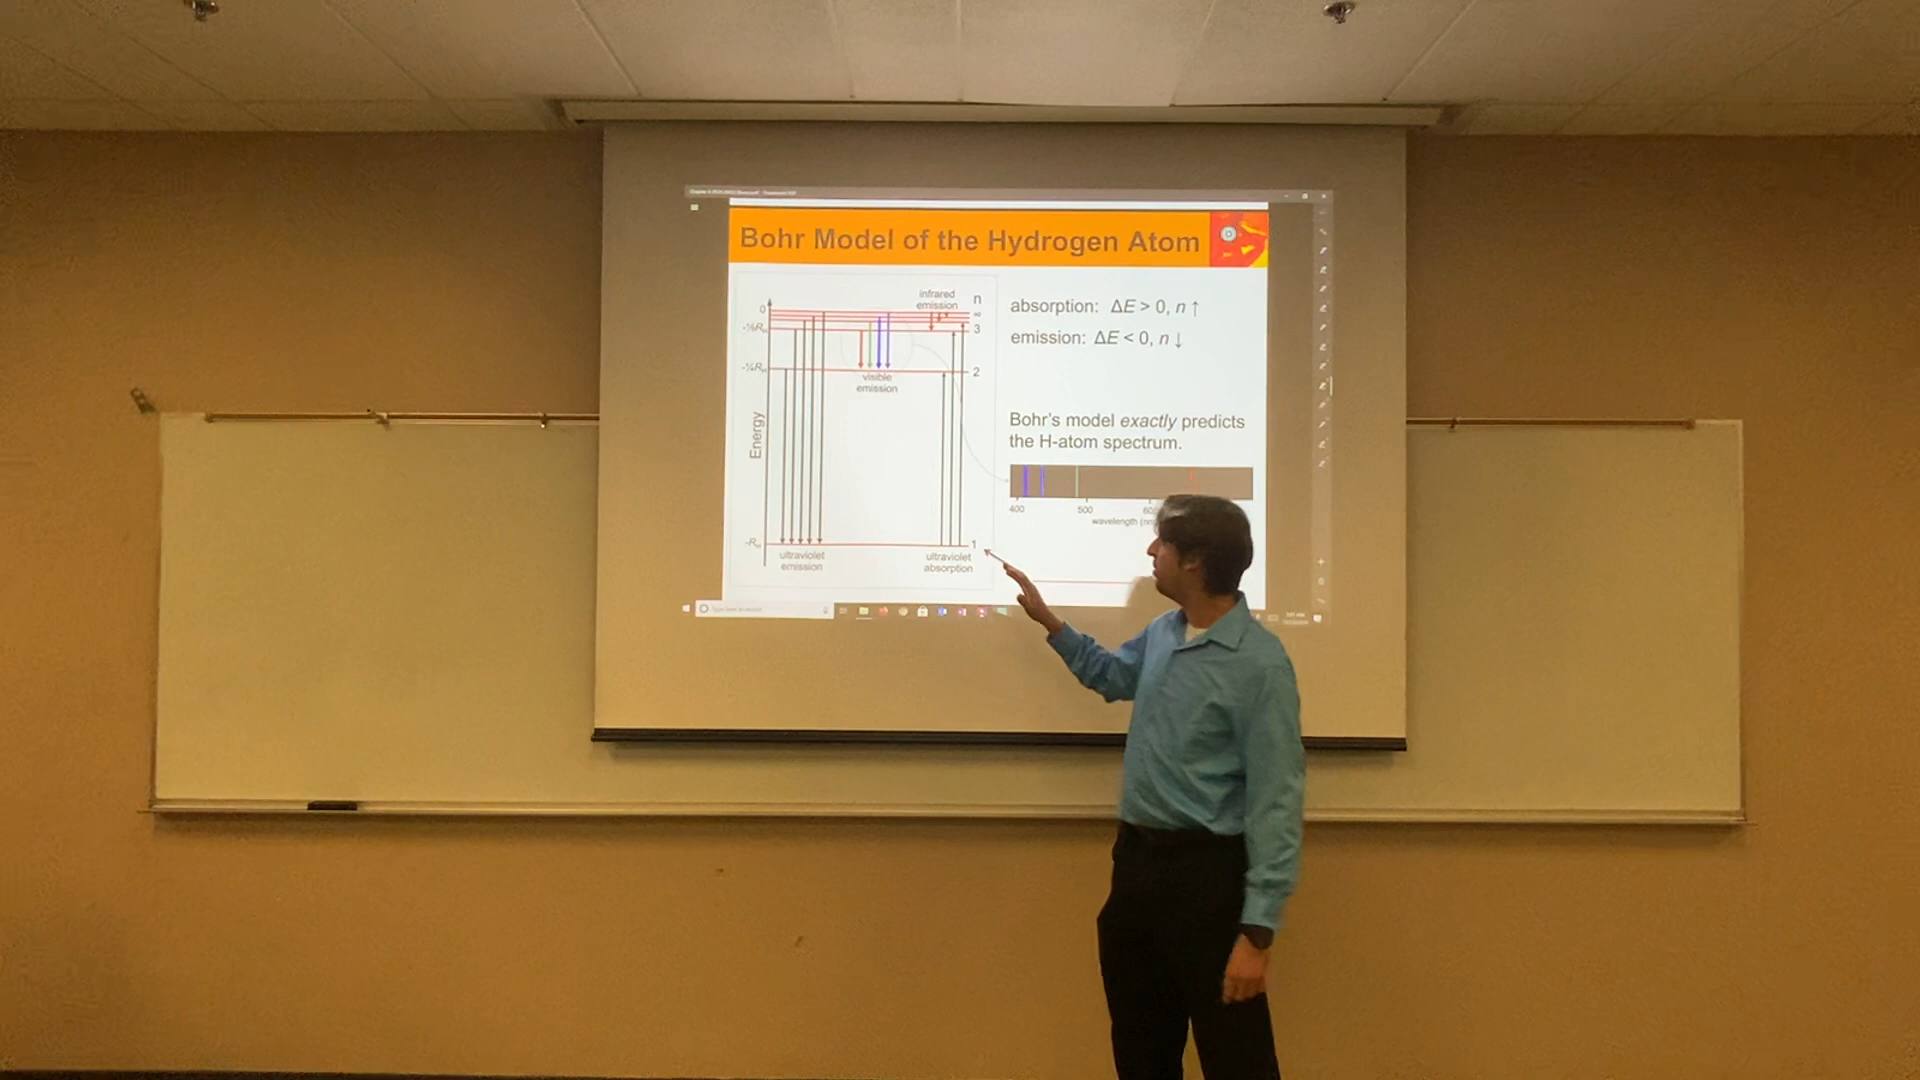 Bohr Model of the Hydrogen Atom
infrared
emission
n
∞
0
3
2
visible
emission
Energy
1
ultraviolet
emission
ultraviolet
absorption
absorption: ΔE > 0, n ↑
emission: ΔE < 0, n ↓
Bohr's model exactly predicts
the H-atom spectrum.
400
500
wavelength